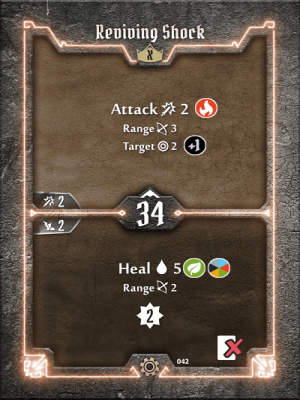 Reviving Shock
X
Attack 2
Range 3
Target 2 +1
2
34
2
Heal 5
Range 2
2
042